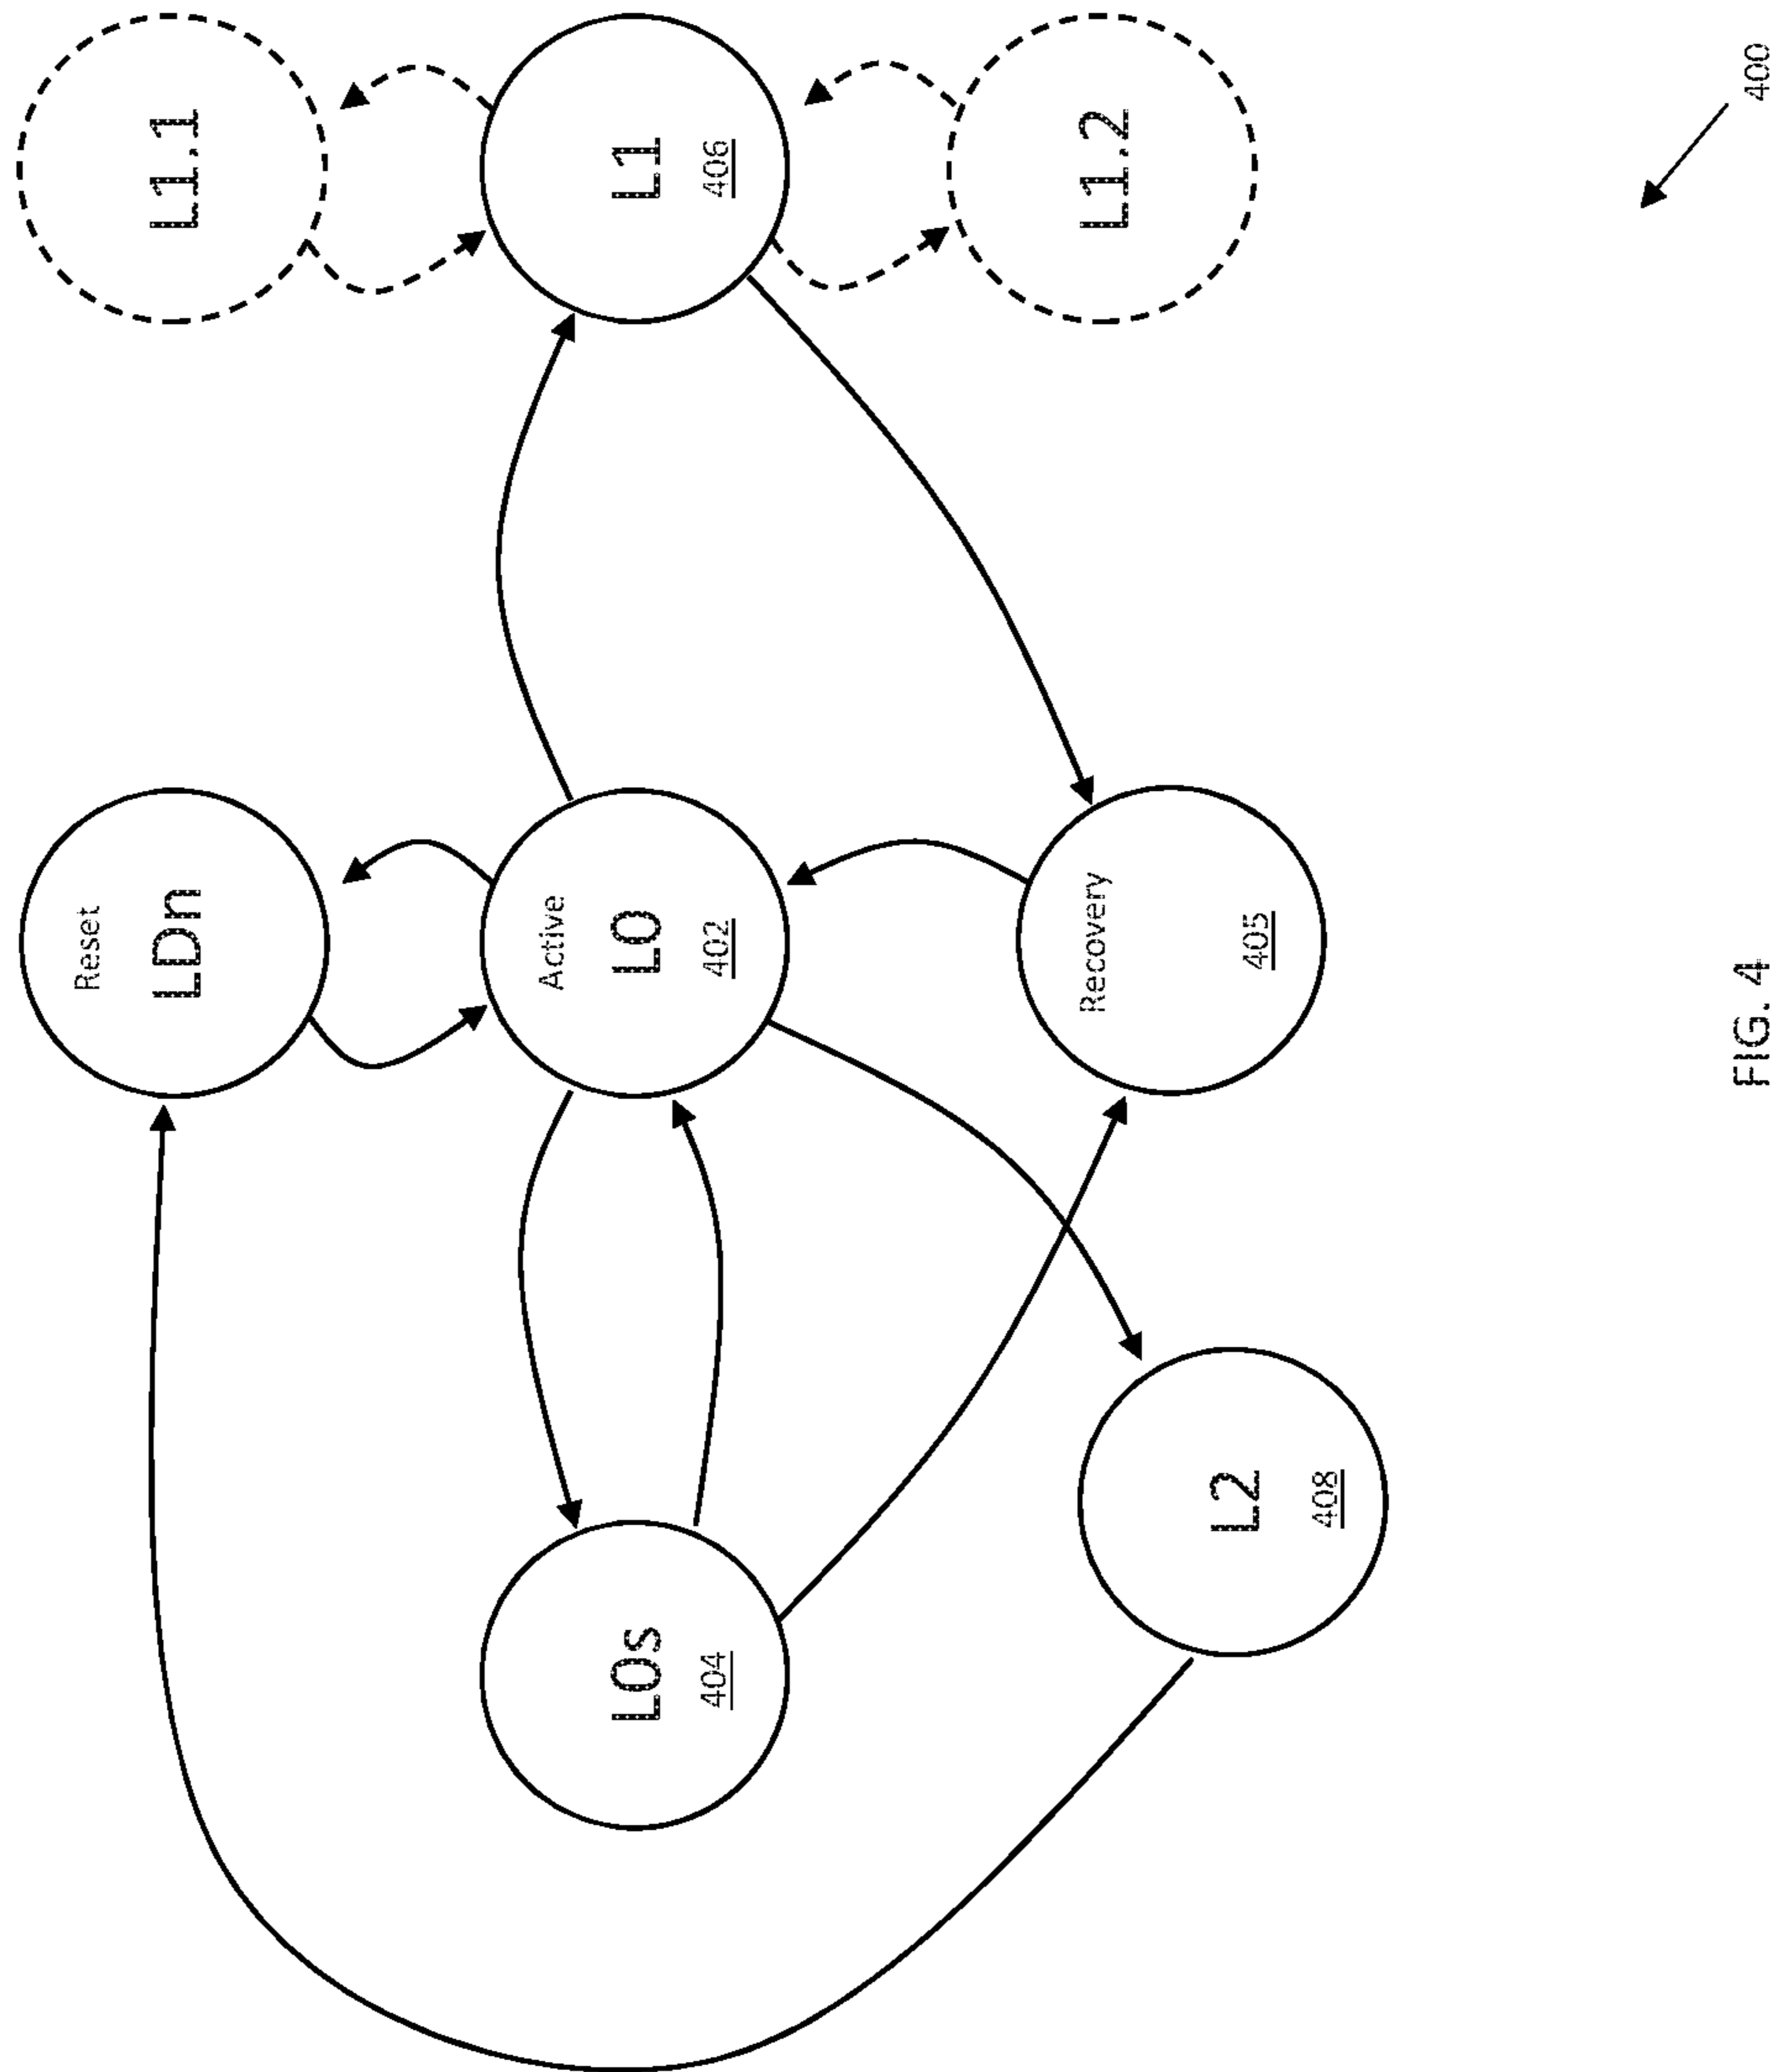 Reset
LDn
L0s
404
Active
L0
402
L1.1
L1
406
L1.2
L2
408
Recovery
405
400
FIG. 4